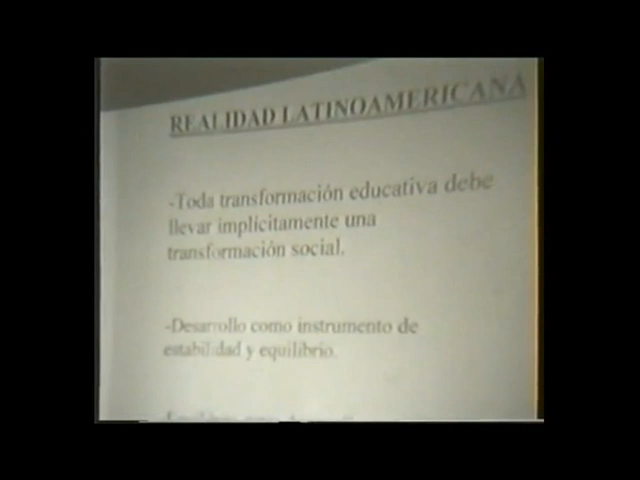 REALIDAD LATINOAMERICANA
-Toda transformación educativa debe
llevar implícitamente una
transformación social.
-Desarrollo como instrumento de
estabilidad y equilibrio.